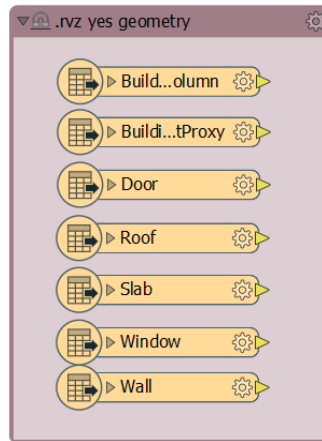 .rvz yes geometry
Build...olumn
Buildi...tProxy
Door
Roof
Slab
Window
Wall